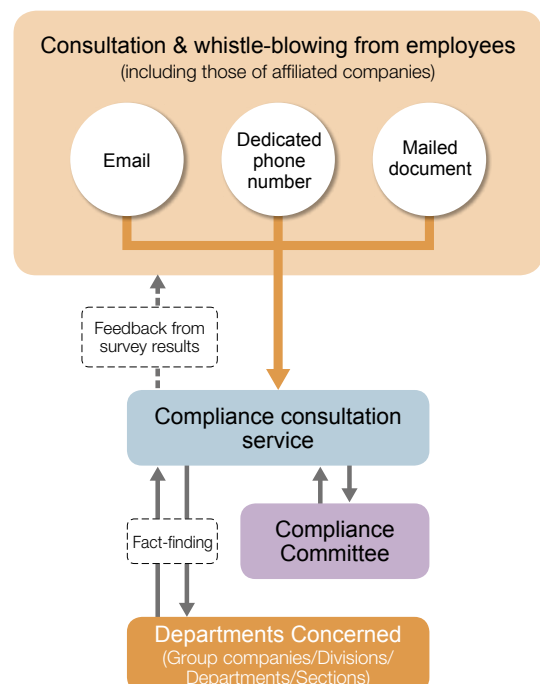 Consultation & whistle-blowing from employees
(including those of affiliated companies)
Email
Dedicated
phone
number
Mailed
document
Feedback from
survey results
Compliance consultation
service
Fact-finding
Compliance
Committee
Departments Concerned
(Group companies/Divisions/
Departments/Sections)